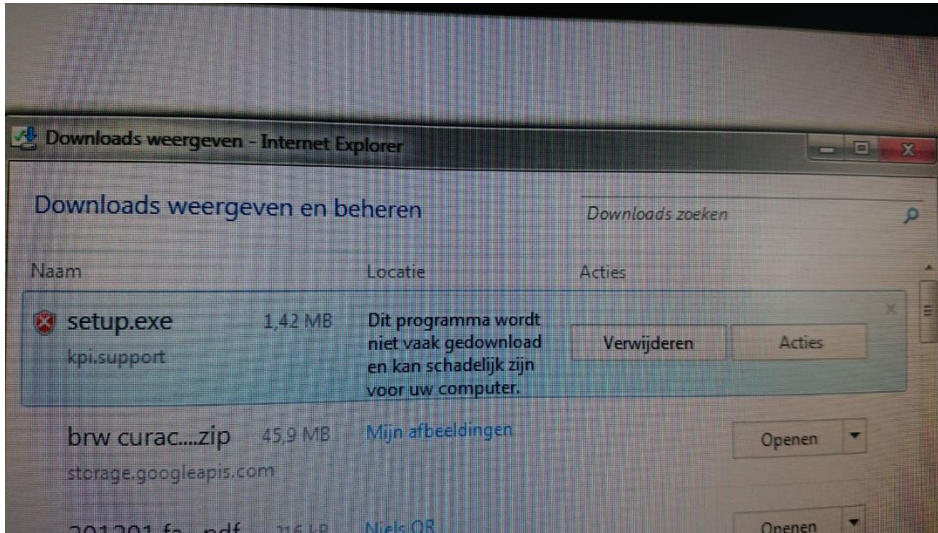 Downloads weergeven - Internet Explorer
Downloads weergeven en beheren
Downloads zoeken
Naam
Locatie
Acties
setup.exe
1,42 MB
Dit programma wordt
niet vaak gedownload
en kan schadelijk zijn
voor uw computer.
Verwijderen
Acties
kpi.support
brw curac....zip
45,9 MB
Mijn afbeeldingen
Openen
storage.googleapis.com
Niels OR
Openen